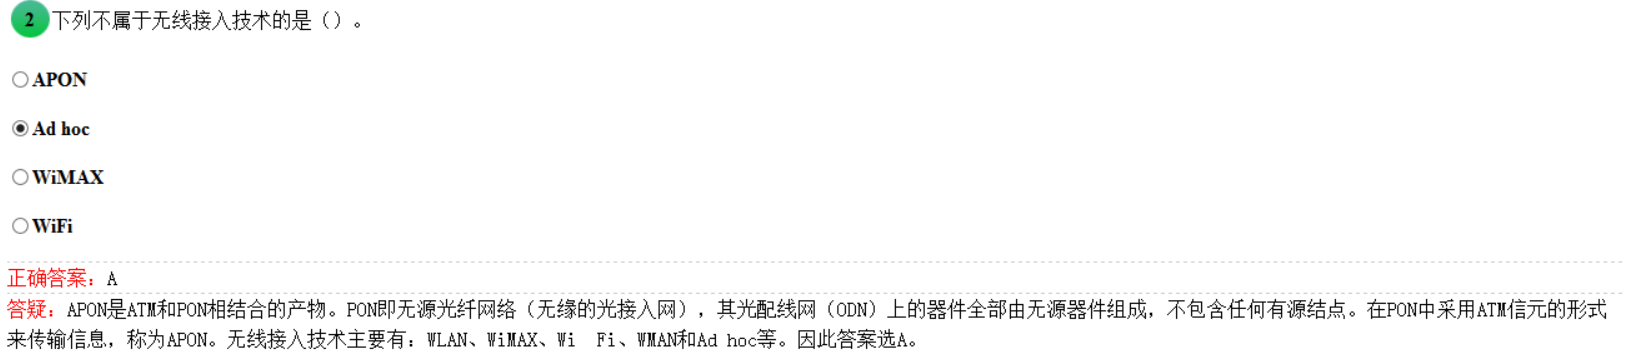 2 下列不属于无线接入技术的是（）。
APON
Ad hoc
WiMAX
WiFi
正确答案：A
答疑：APON是ATM和PON相结合的产物。PON即无源光纤网络（无缘的光接入网），其光配线网（ODN）上的器件全部由无源器件组成，不包含任何有源结点。在PON中采用ATM信元的形式
来传输信息，称为APON。无线接入技术主要有：WLAN、WiMAX、Wi Fi、WMAN和Ad hoc等。因此答案选A。